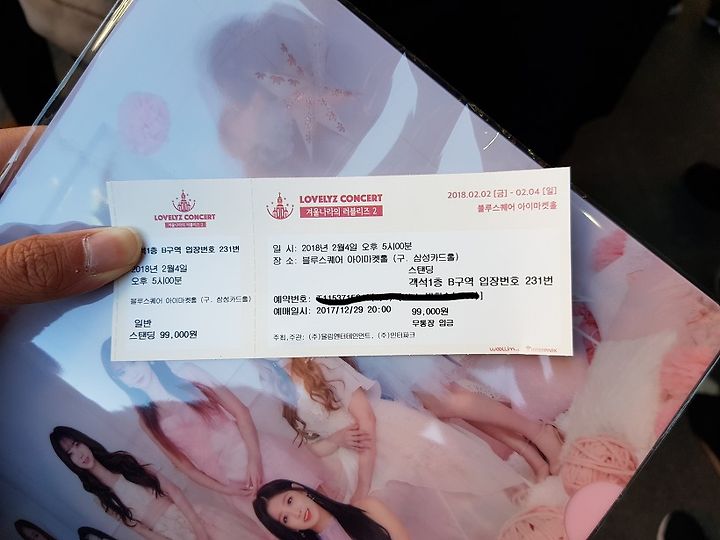 LOVELYZ CONCERT
겨울나라의 러블리즈 2
1층 B구역 입장번호 231번
2018년 2월4일
오후 5시00분
블루스퀘어 아이마켓홀 (구. 삼성카드홀)
일반
스탠딩 99,000원
LOVELYZ CONCERT
겨울나라의 러블리즈 2
2018.02.02 [금] - 02.04 [일]
블루스퀘어 아이마켓홀
일 시: 2018년 2월4일 오후 5시00분
장 소: 블루스퀘어 아이마켓홀 (구. 삼성카드홀)
스탠딩
객석1층 B구역 입장번호 231번
예약번호:
예매일시: 2017/12/29 20:00 99,000원
무통장 입금
주최,주관: (주)울림엔터테인먼트, (주)인터파크
woollim